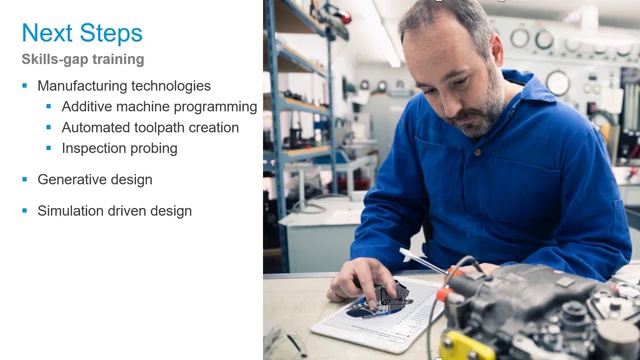 Next Steps
Skills-gap training
Manufacturing technologies
Additive machine programming
Automated toolpath creation
Inspection probing
Generative design
Simulation driven design